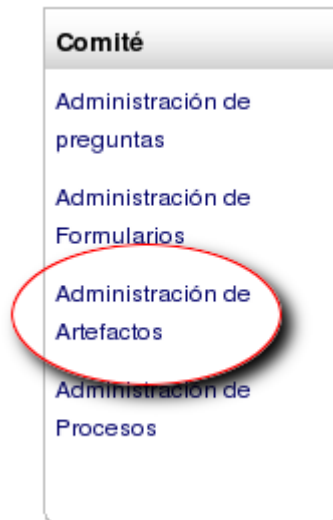 Comité
Administración de
preguntas
Administración de
Formularios
Administración de
Artefactos
Administración de
Procesos